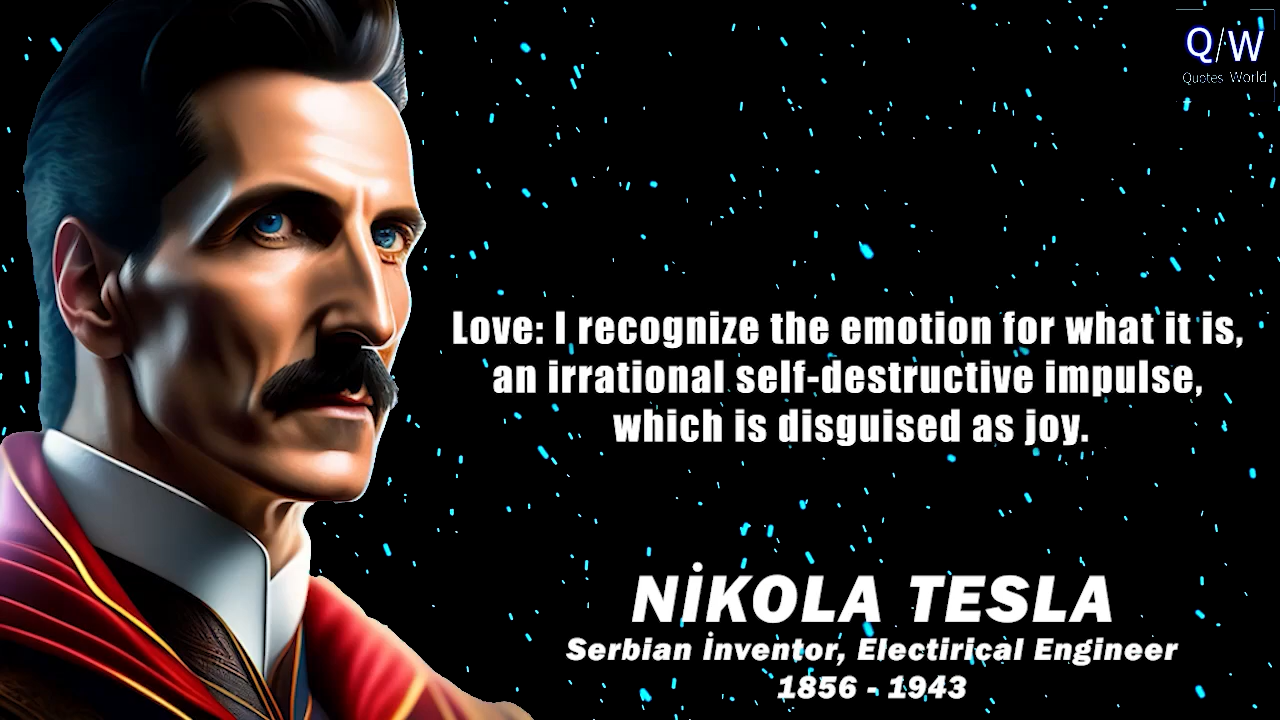 Q/W
Quotes World
Love: I recognize the emotion for what it is,
an irrational self-destructive impulse,
which is disguised as joy.
NİKOLA TESLA
Serbian İnventor, Electirical Engineer
1856 - 1943